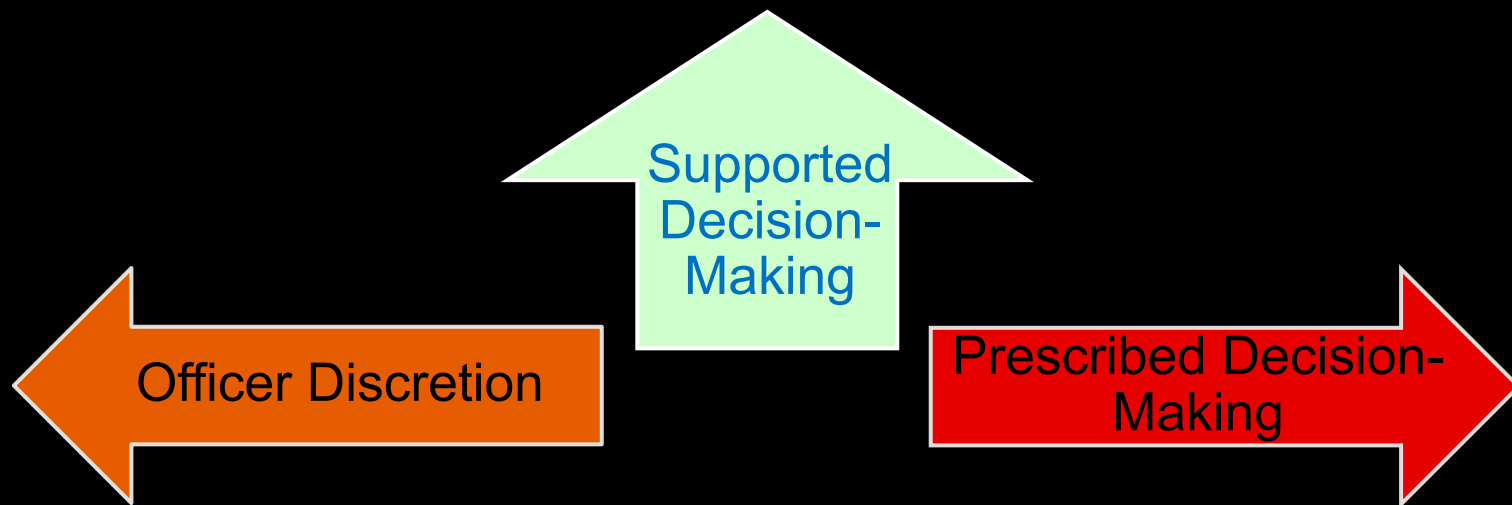 Supported
Decision-
Making
Officer Discretion
Prescribed Decision-
Making